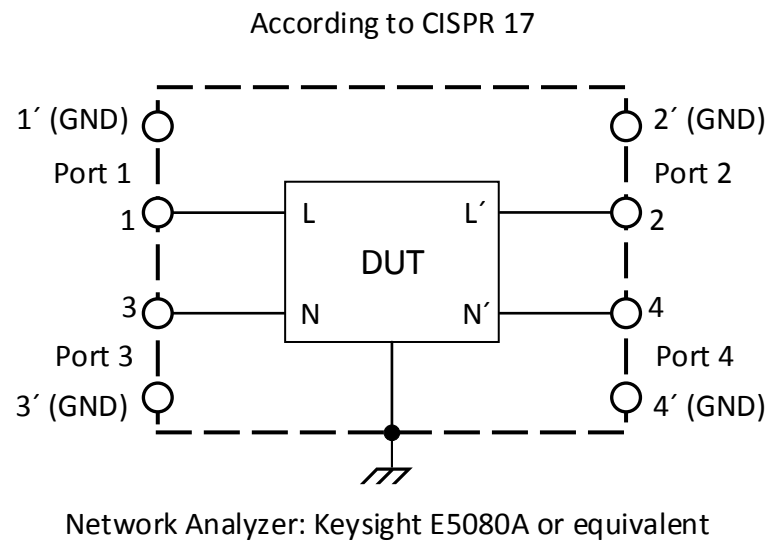 According to CISPR 17
1´ (GND)
2´ (GND)
Port 1
Port 2
1
L
L´
2
DUT
3
N
N´
4
Port 3
Port 4
3´ (GND)
4´ (GND)
Network Analyzer: Keysight E5080A or equivalent